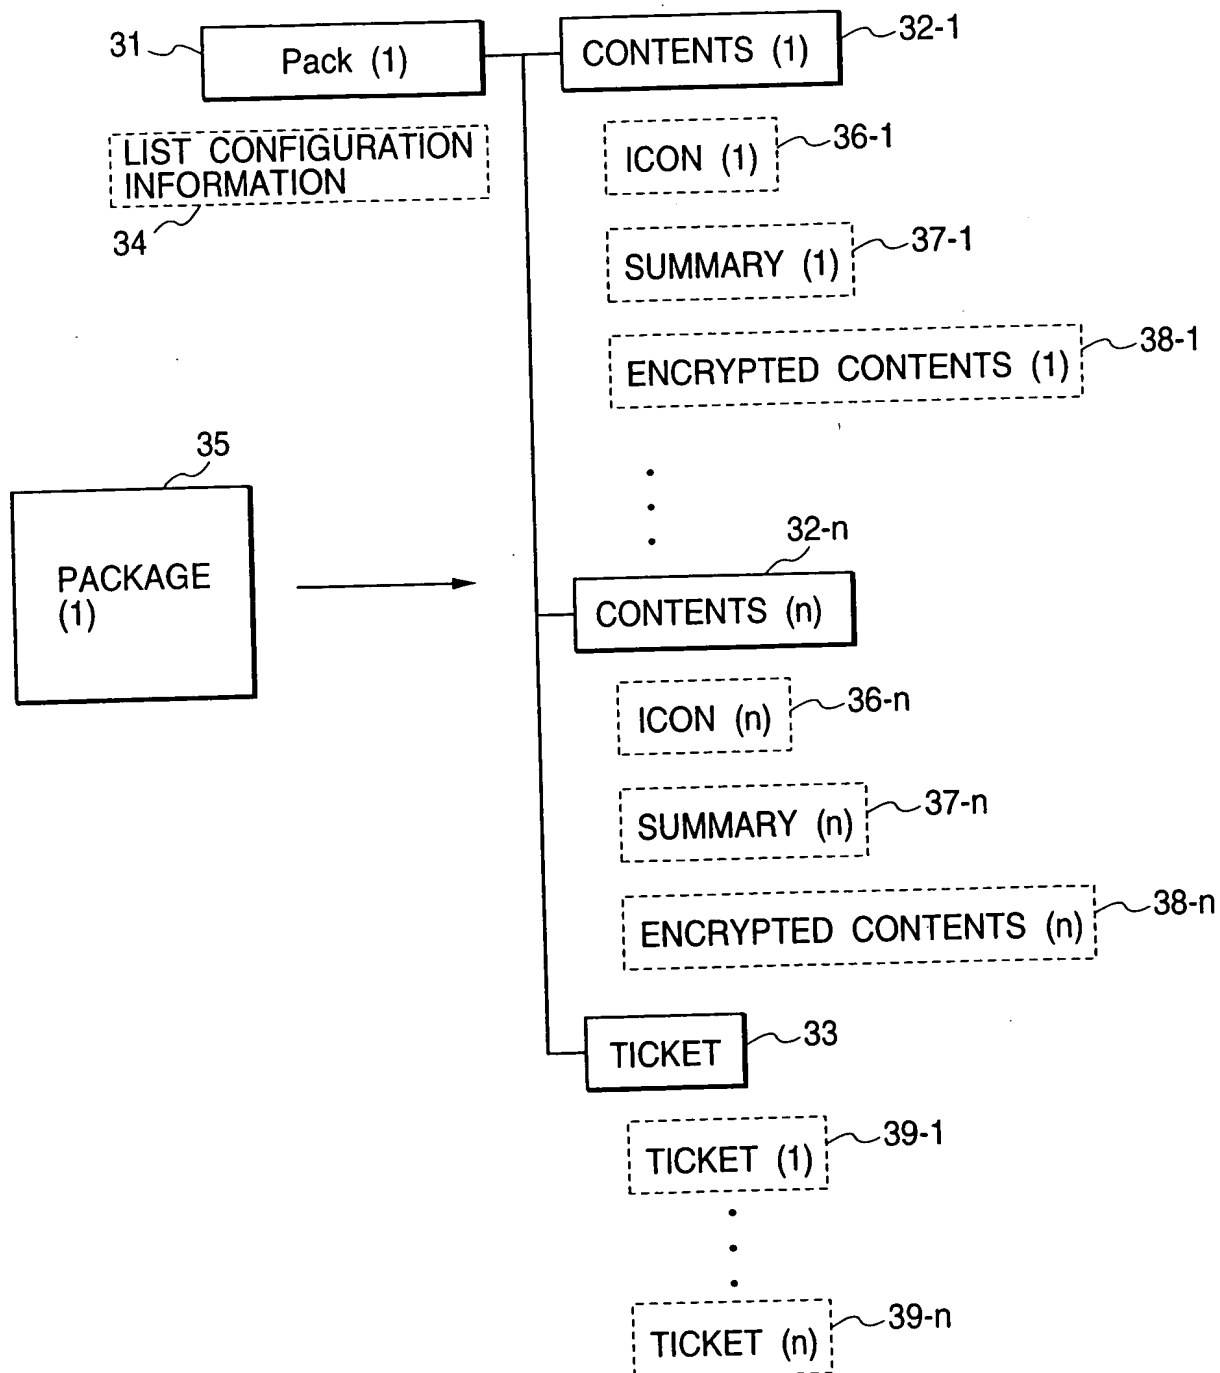 31
Pack (1)
CONTENTS (1)
32-1
LIST CONFIGURATION
INFORMATION
34
ICON (1)
36-1
SUMMARY (1)
37-1
ENCRYPTED CONTENTS (1)
38-1
35
PACKAGE
(1)
32-n
CONTENTS (n)
ICON (n)
36-n
SUMMARY (n)
37-n
ENCRYPTED CONTENTS (n)
38-n
TICKET
33
TICKET (1)
39-1
TICKET (n)
39-n